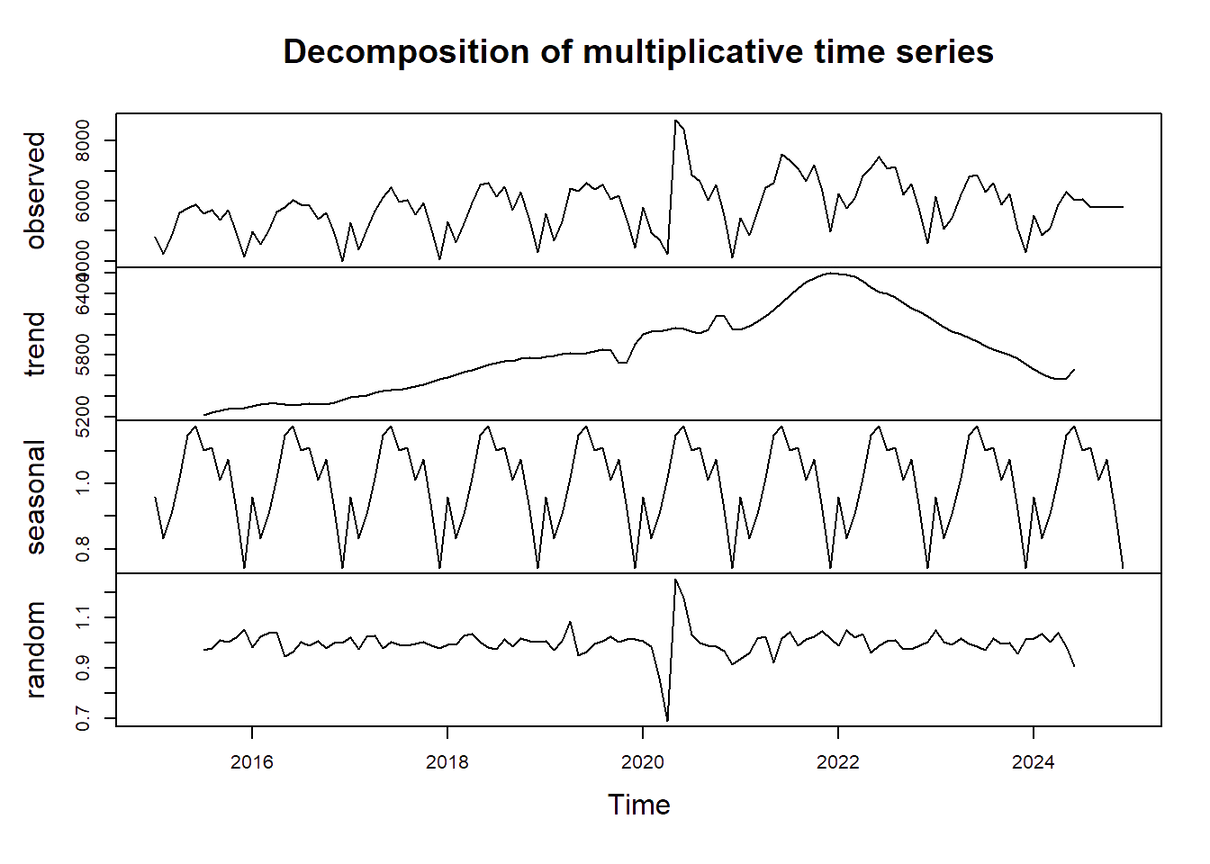 Decomposition of multiplicative time series
observed
8000
6000
4000
trend
6400
5800
5200
seasonal
1.0
0.8
random
1.1
0.9
0.7
2016 2018 2020 2022 2024
Time